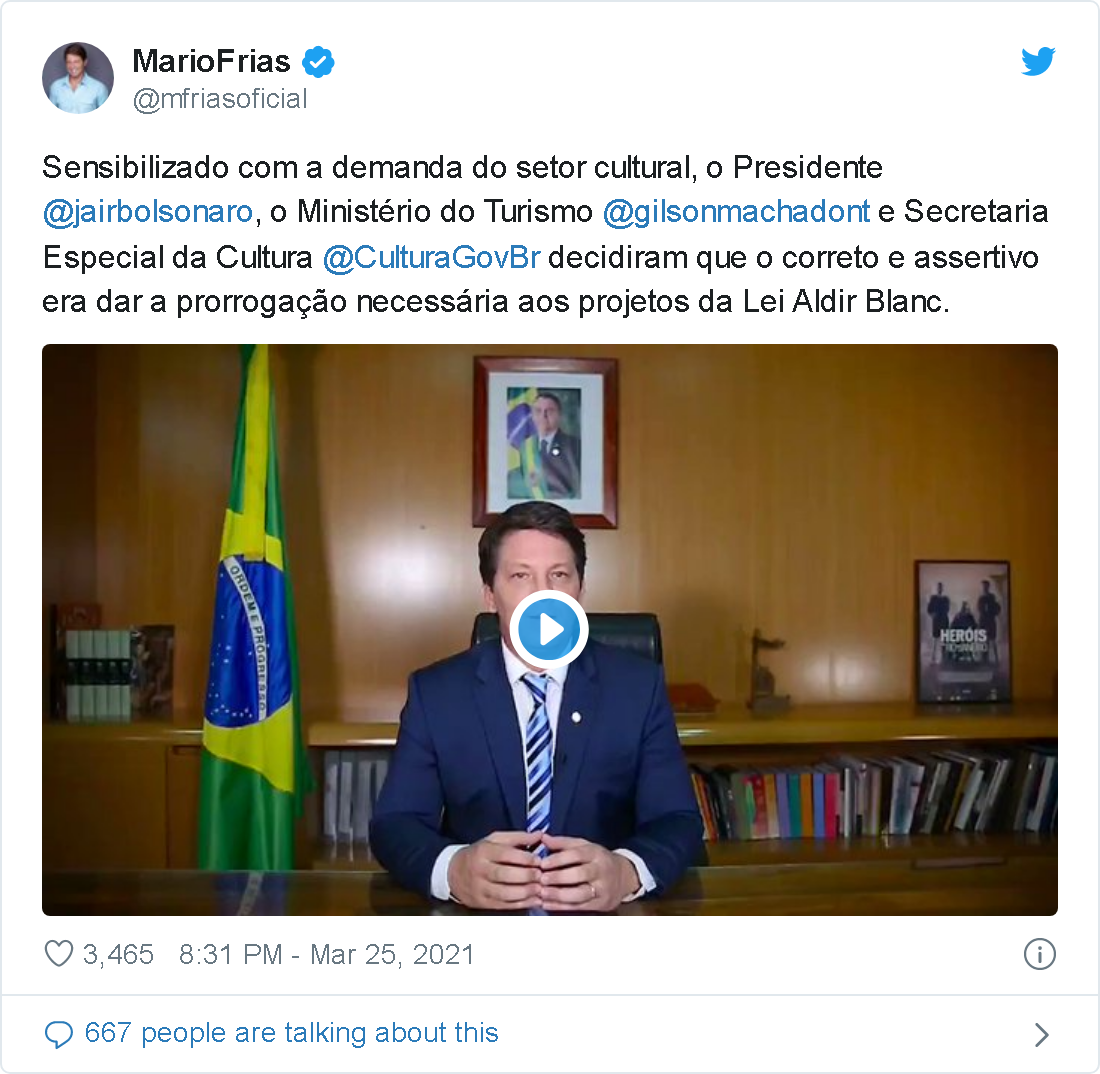 MarioFrias
@mfriasoficial
Sensibilizado com a demanda do setor cultural, o Presidente
@jairbolsonaro, o Ministério do Turismo @gilsonmachadont e Secretaria
Especial da Cultura @CulturaGovBr decidiram que o correto e assertivo
era dar a prorrogação necessária aos projetos da Lei Aldir Blanc.
ORDEM E PROGRESSO
HERÓIS
3,465 8:31 PM - Mar 25, 2021
667 people are talking about this